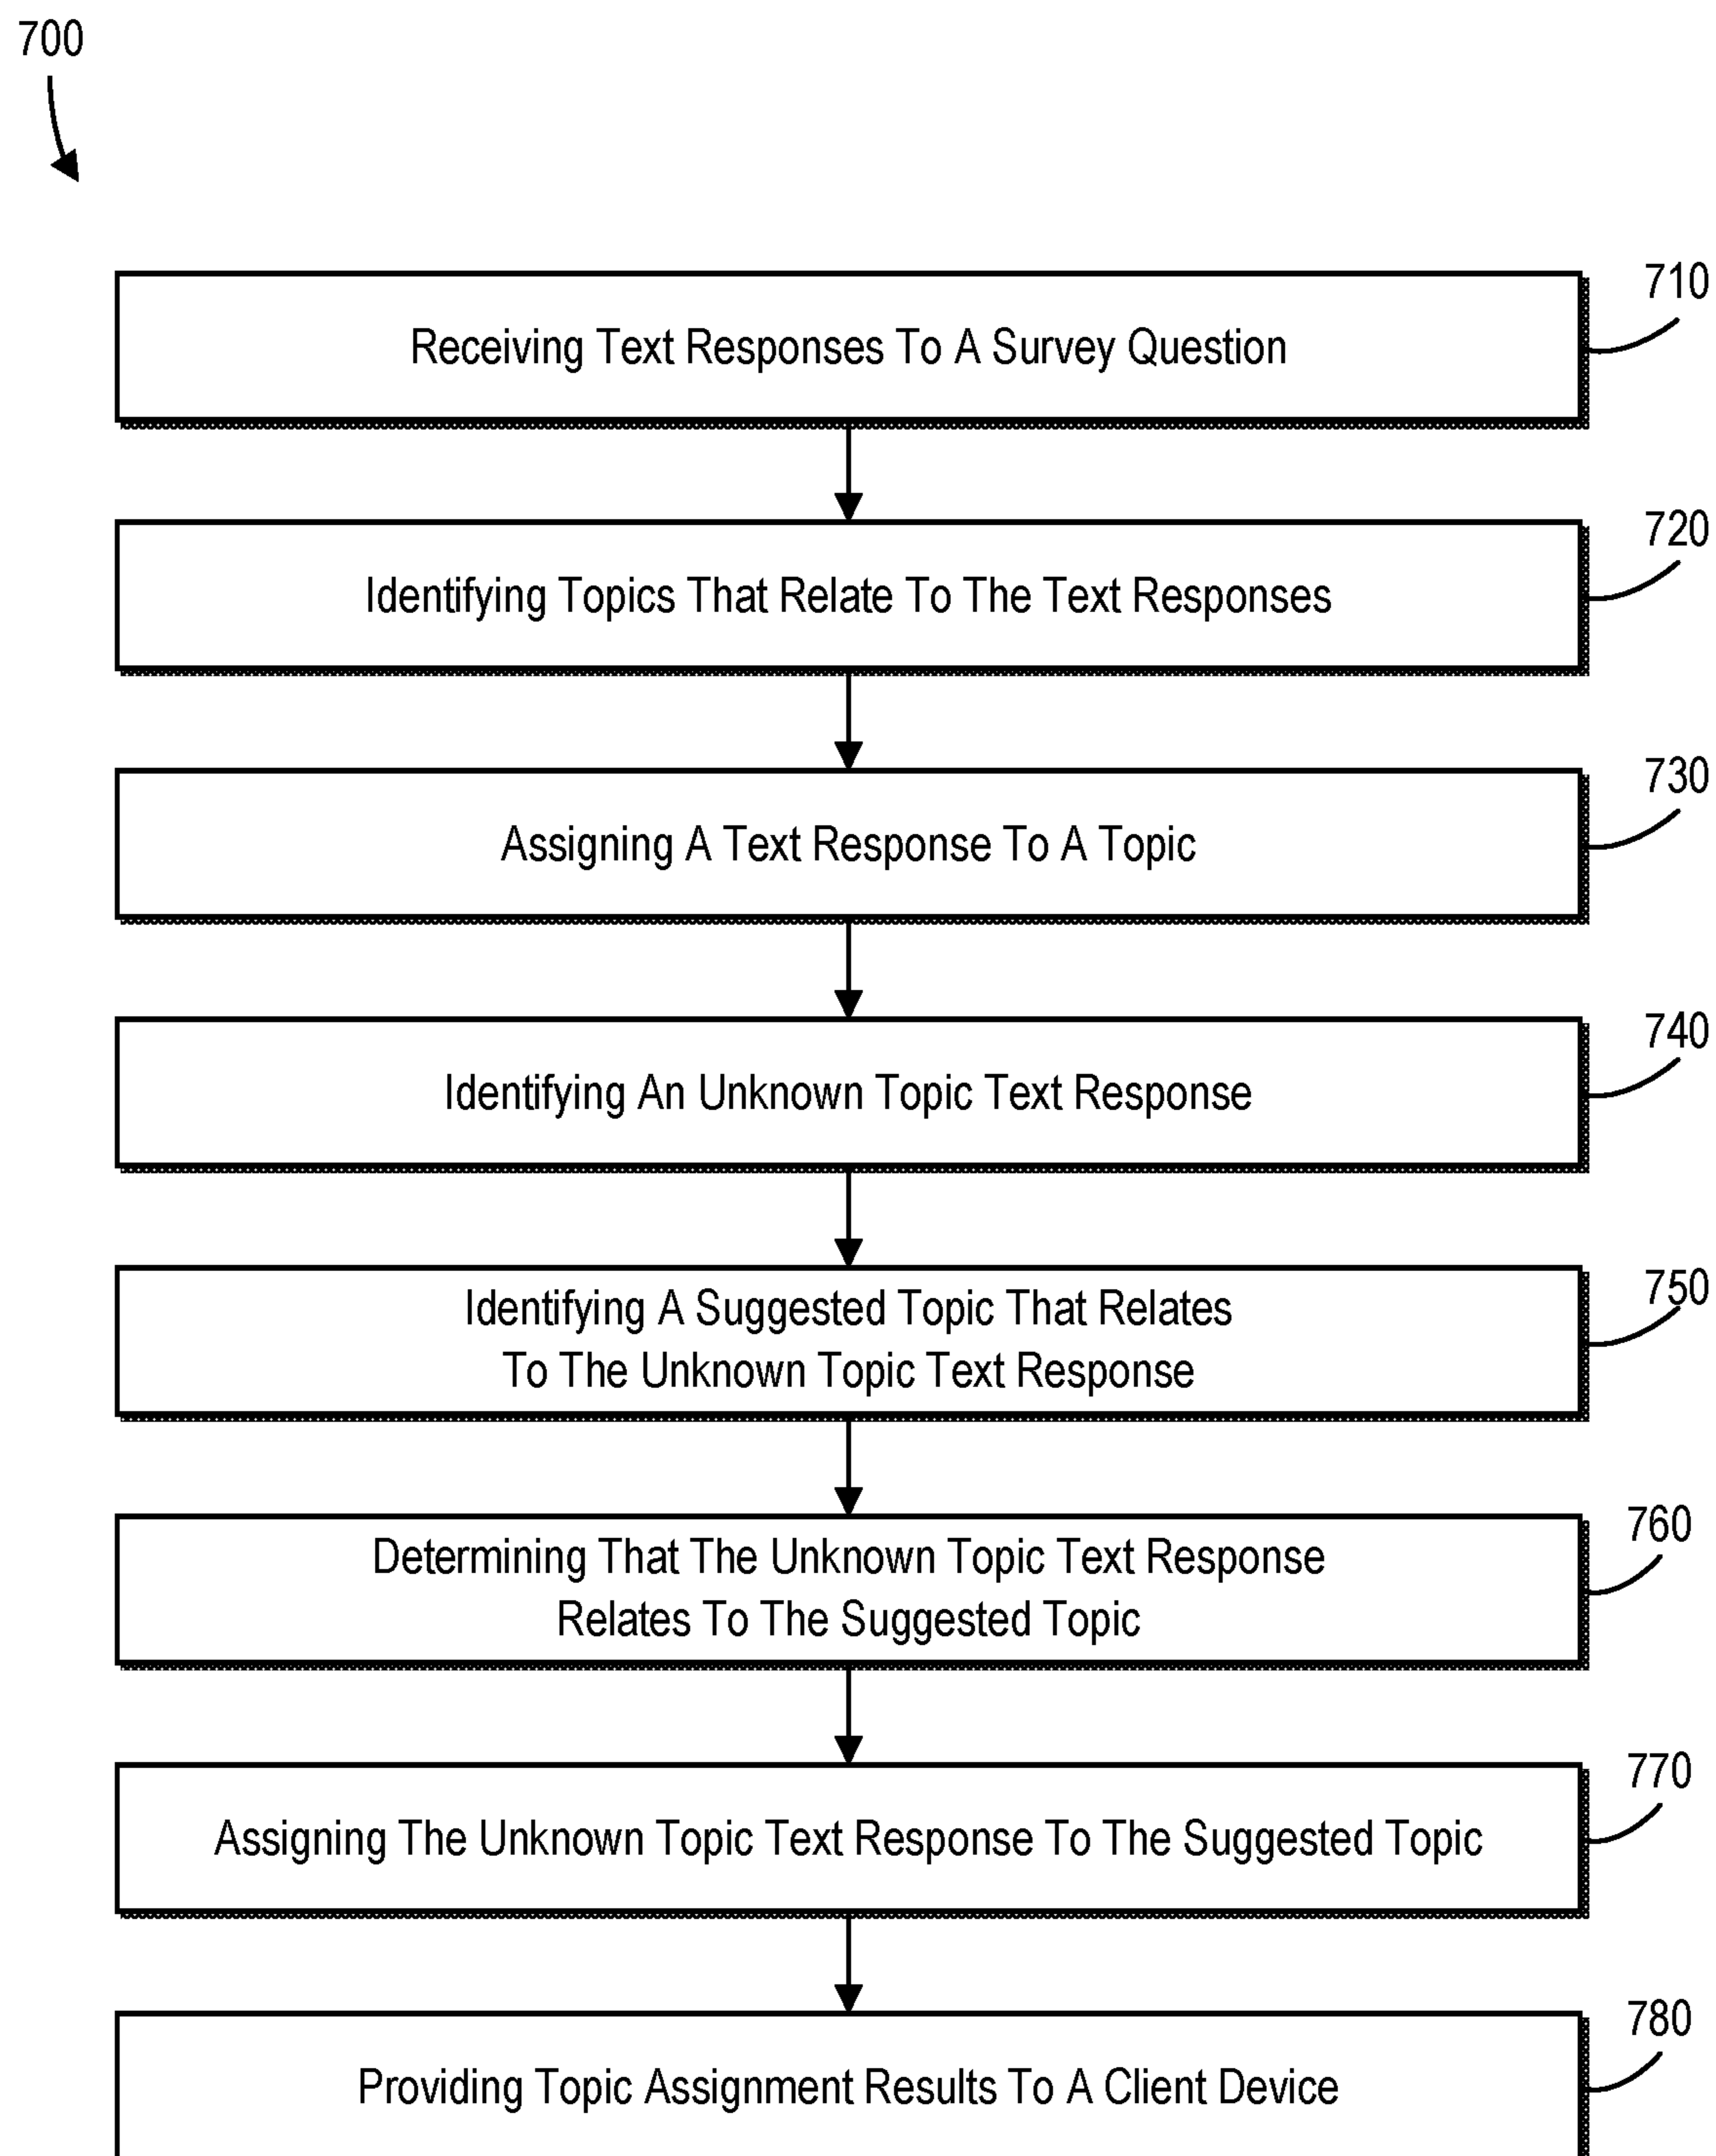 700
710
Receiving Text Responses To A Survey Question
720
Identifying Topics That Relate To The Text Responses
730
Assigning A Text Response To A Topic
740
Identifying An Unknown Topic Text Response
750
Identifying A Suggested Topic That Relates
To The Unknown Topic Text Response
760
Determining That The Unknown Topic Text Response
Relates To The Suggested Topic
770
Assigning The Unknown Topic Text Response To The Suggested Topic
780
Providing Topic Assignment Results To A Client Device